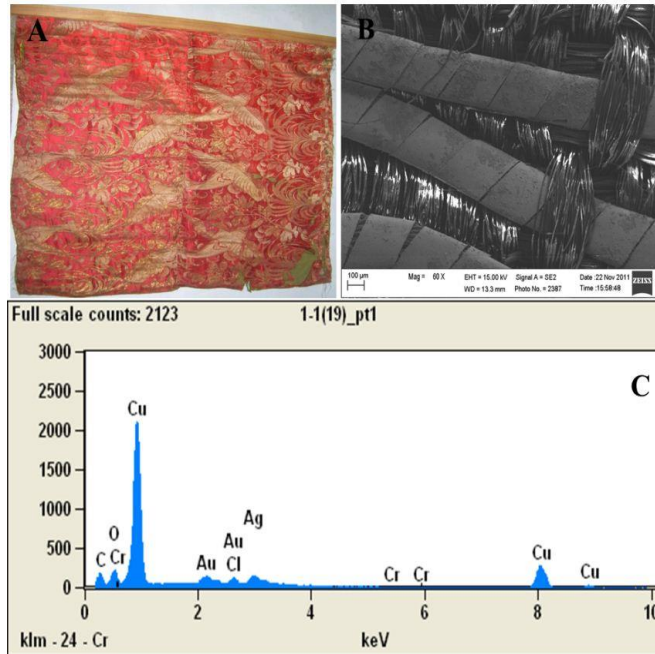 A
B
100 µm
Mag = 69 X
EHT = 15.00 kV
WD = 13.3 mm
Signal A = SE2
Photo No. = 2387
Date :22 Nov 2011
Time :15:58:48
ZEISS
Full scale counts: 2123
1-1(19)_pt1
C
3000
2500
2000
1500
1000
500
0
Cu
O
C
Cr
Au
Au
Cl
Ag
Cr
Cr
Cu
Cu
0
2
4
6
8
10
klm - 24 - Cr
keV